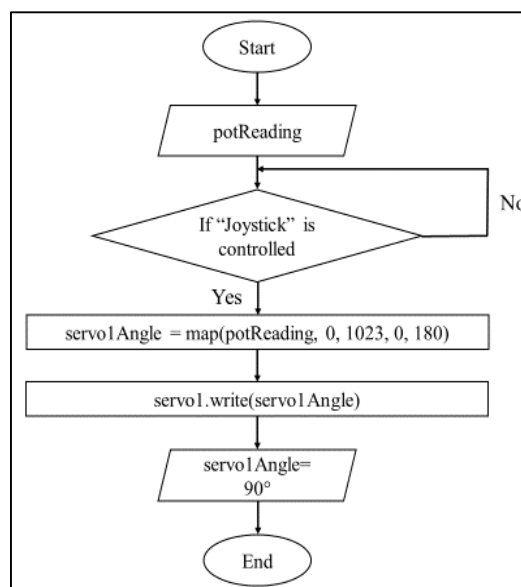 Start
potReading
If “Joystick” is
controlled
No
Yes
servo1Angle = map(potReading, 0, 1023, 0, 180)
servo1.write(servo1Angle)
servo1Angle=
90°
End